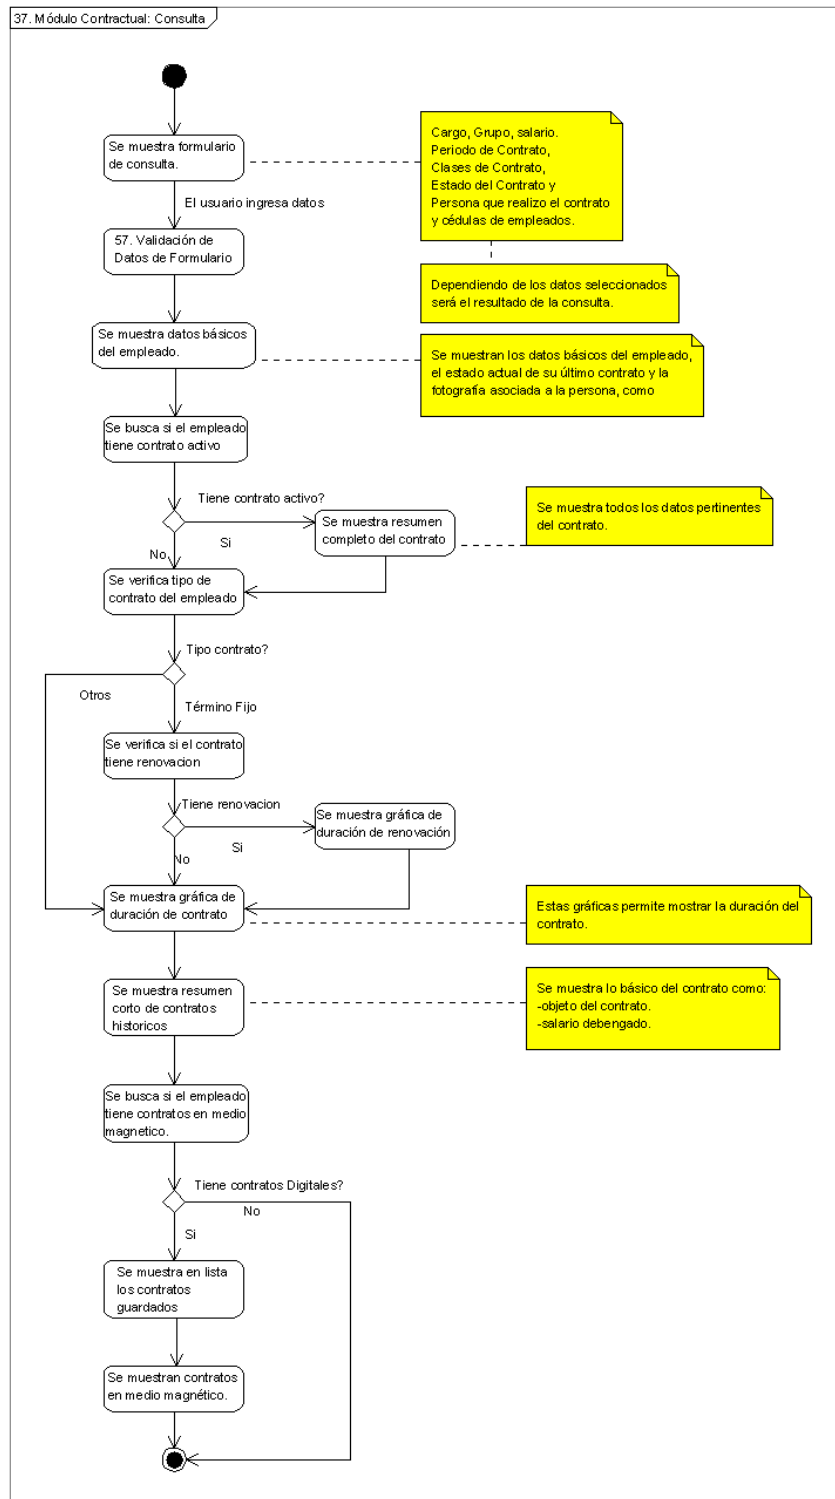 37. Módulo Contractual: Consulta
Se muestra formulario
de consulta.
Cargo, Grupo, salario.
Periodo de Contrato,
Clases de Contrato,
Estado del Contrato y
Persona que realizo el contrato
y cédulas de empleados.
El usuario ingresa datos
57. Validación de
Datos de Formulario
Dependiendo de los datos seleccionados
será el resultado de la consulta.
Se muestra datos básicos
del empleado.
Se muestran los datos básicos del empleado,
el estado actual de su último contrato y la
fotografía asociada a la persona, como
Se busca si el empleado
tiene contrato activo
Tiene contrato activo?
Si
No
Se muestra resumen
completo del contrato
Se muestra todos los datos pertinentes
del contrato.
Se verifica tipo de
contrato del empleado
Tipo contrato?
Otros
Término Fijo
Se verifica si el contrato
tiene renovacion
Tiene renovacion
Si
No
Se muestra gráfica de
duración de renovación
Se muestra gráfica de
duración de contrato
Estas gráficas permite mostrar la duración del
contrato.
Se muestra resumen
corto de contratos
historicos
Se muestra lo básico del contrato como:
-objeto del contrato.
-salario debengado.
Se busca si el empleado
tiene contratos en medio
magnetico.
Tiene contratos Digitales?
No
Si
Se muestra en lista
los contratos
guardados
Se muestran contratos
en medio magnético.